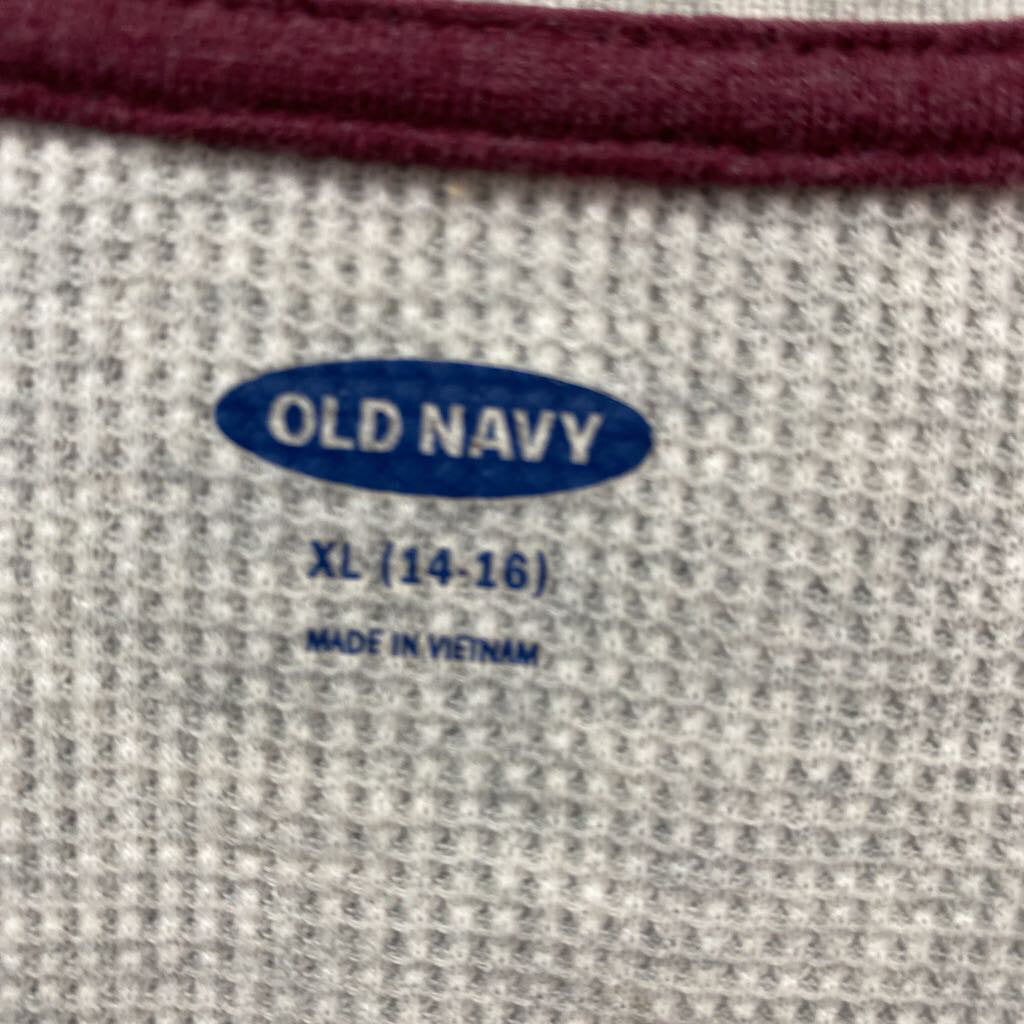 OLD NAVY
XL (14-16)
MADE IN VIETNAM